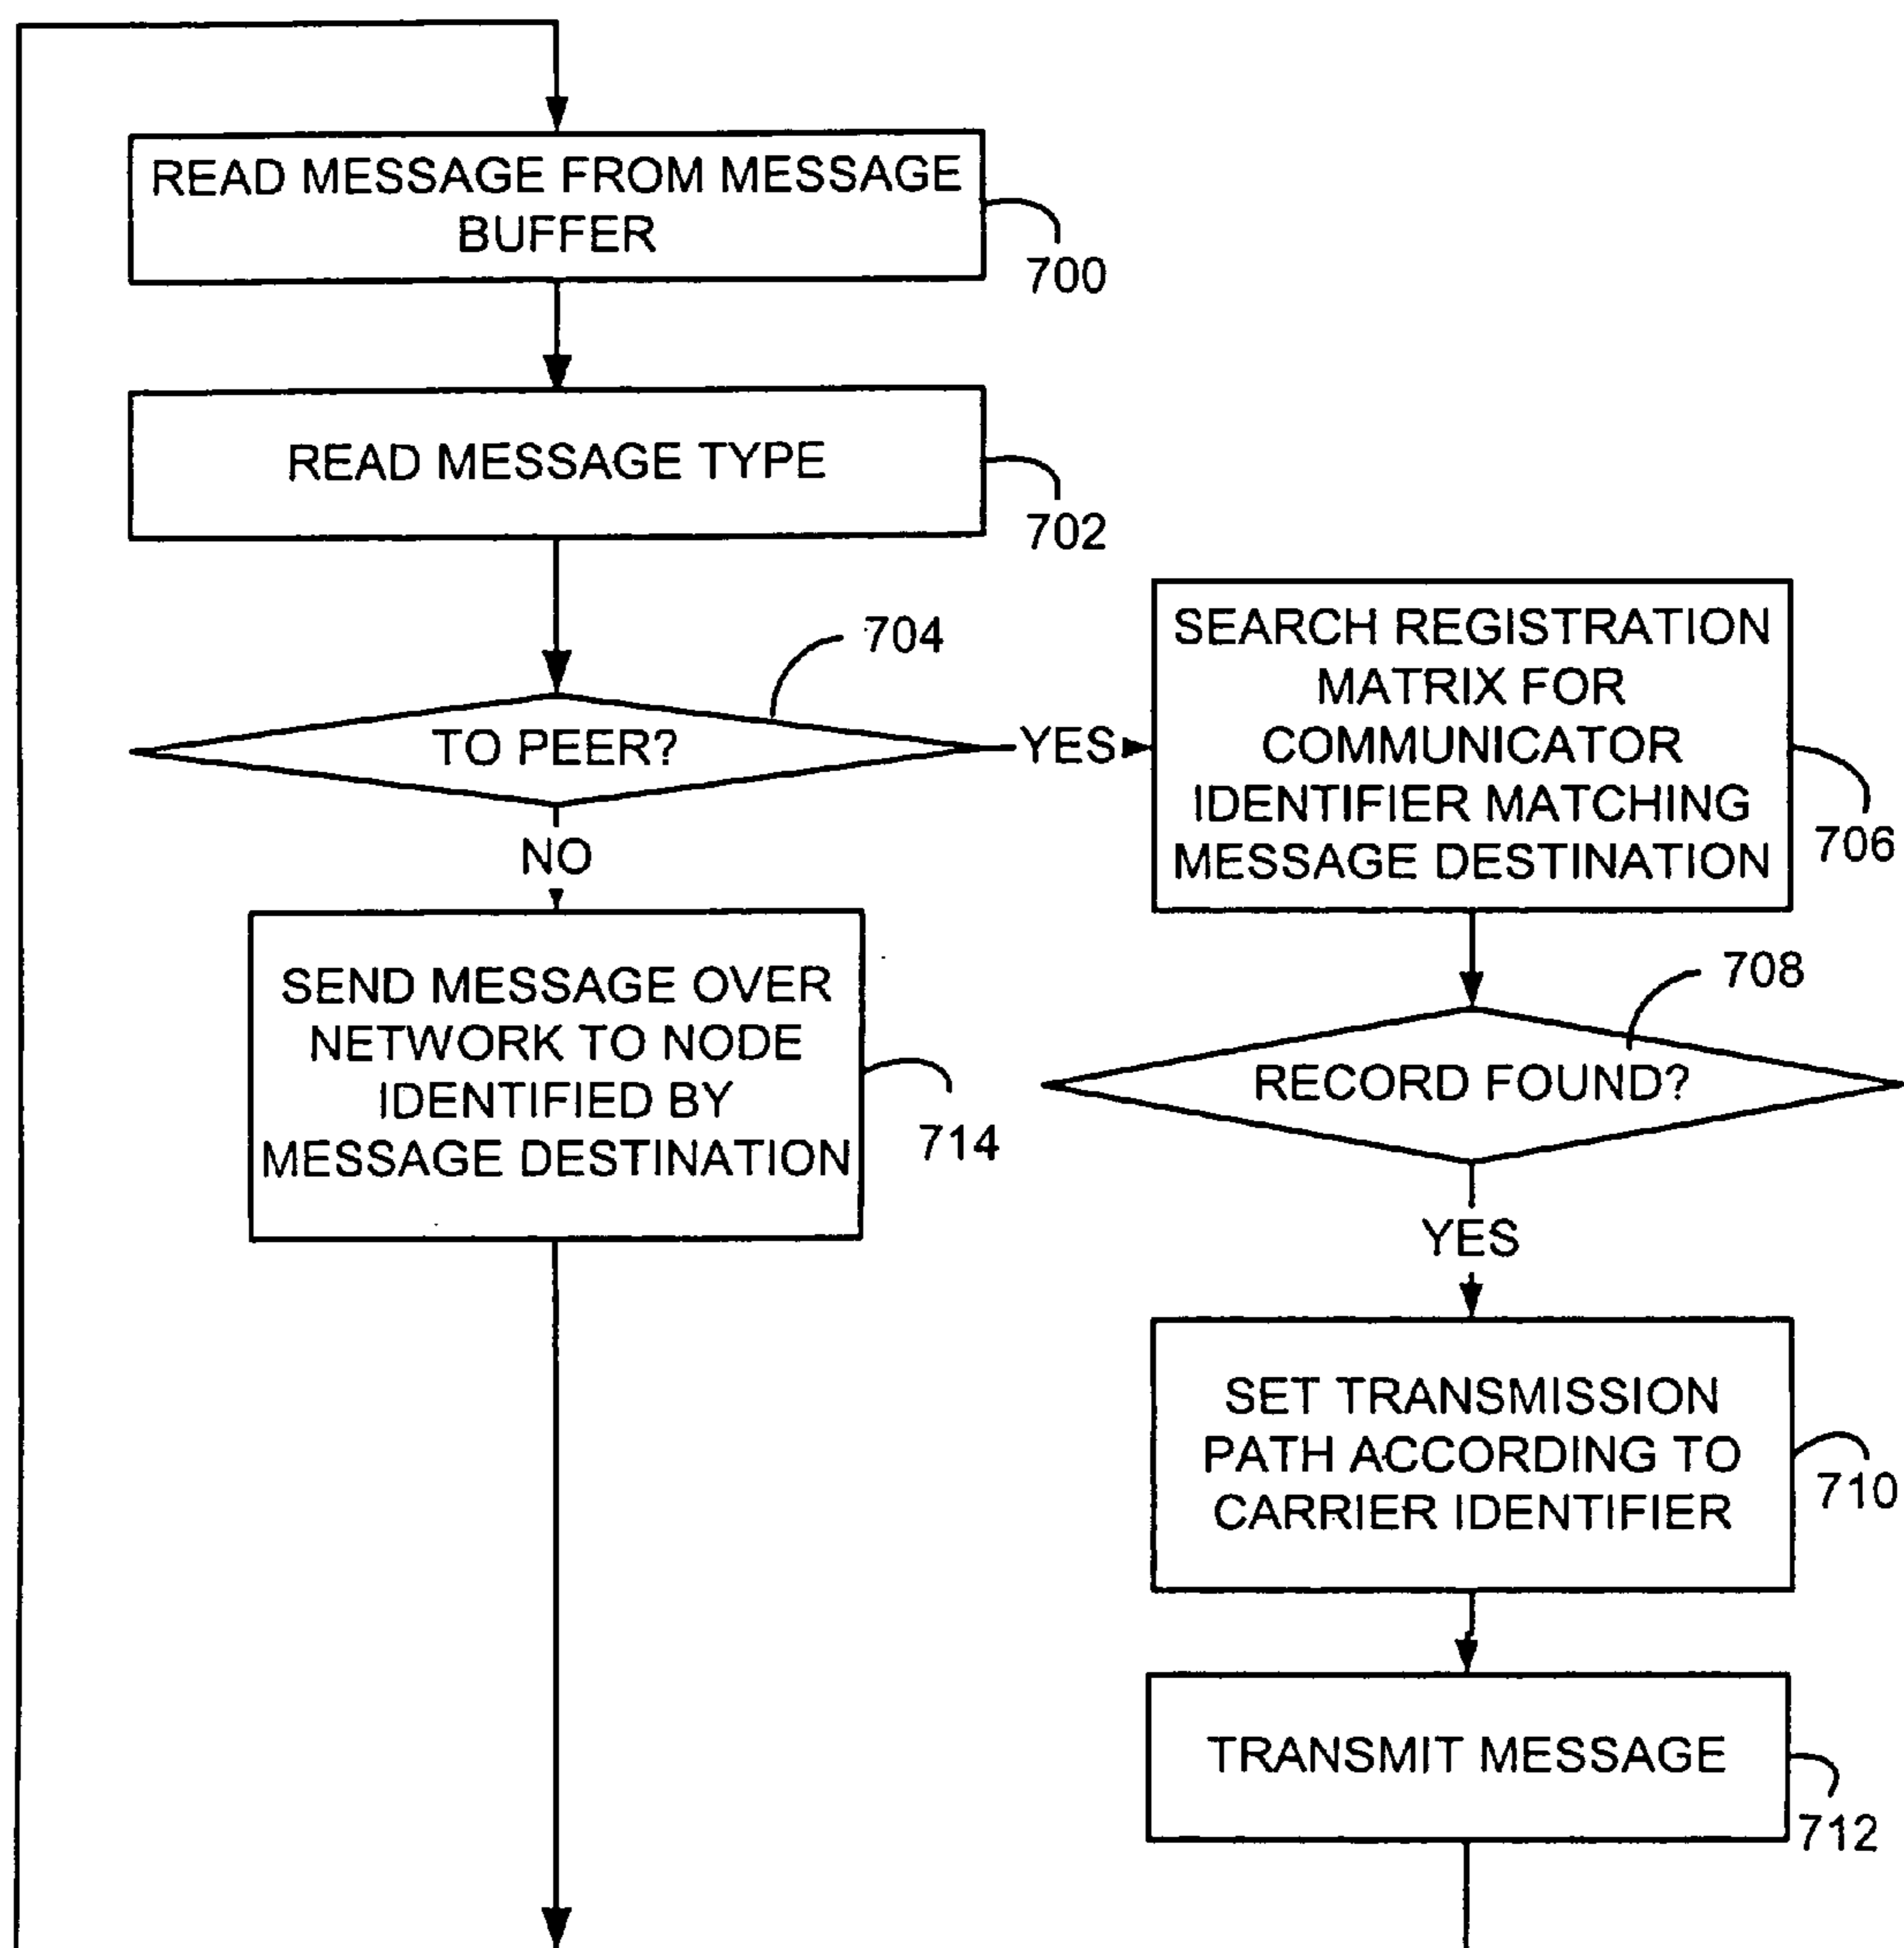 READ MESSAGE FROM MESSAGE
BUFFER
700
READ MESSAGE TYPE
702
704
TO PEER?
YES
NO
SEARCH REGISTRATION
MATRIX FOR
COMMUNICATOR
IDENTIFIER MATCHING
MESSAGE DESTINATION
706
SEND MESSAGE OVER
NETWORK TO NODE
IDENTIFIED BY
MESSAGE DESTINATION
714
708
RECORD FOUND?
YES
SET TRANSMISSION
PATH ACCORDING TO
CARRIER IDENTIFIER
710
TRANSMIT MESSAGE
712